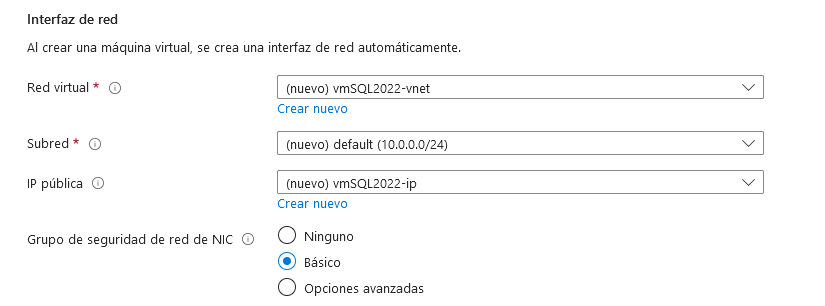 Interfaz de red
Al crear una máquina virtual, se crea una interfaz de red automáticamente.
Red virtual *
(nuevo) vmSQL2022-vnet
Crear nuevo
Subred *
(nuevo) default (10.0.0.0/24)
IP pública
(nuevo) vmSQL2022-ip
Crear nuevo
Grupo de seguridad de red de NIC
Ninguno
Básico
Opciones avanzadas